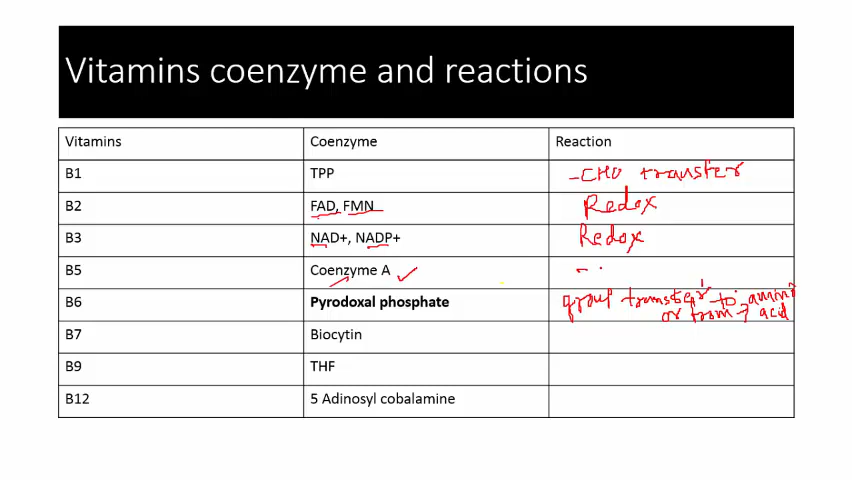 Vitamins coenzyme and reactions
Vitamins Coenzyme Reaction
B1 TPP -CHO transfer
B2 FAD, FMN Redox
B3 NAD+, NADP+ Redox
B5 Coenzyme A
B6 Pyrodoxal phosphate group transfer to amino
or from acid
B7 Biocytin
B9 THF
B12 5 Adinosyl cobalamine